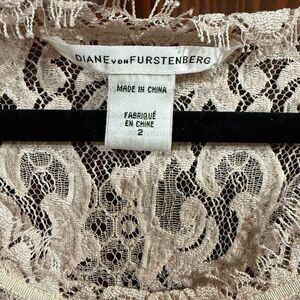 DIANE VON FURSTENBERG
MADE IN CHINA
FABRIQUÉ
EN CHINE
2